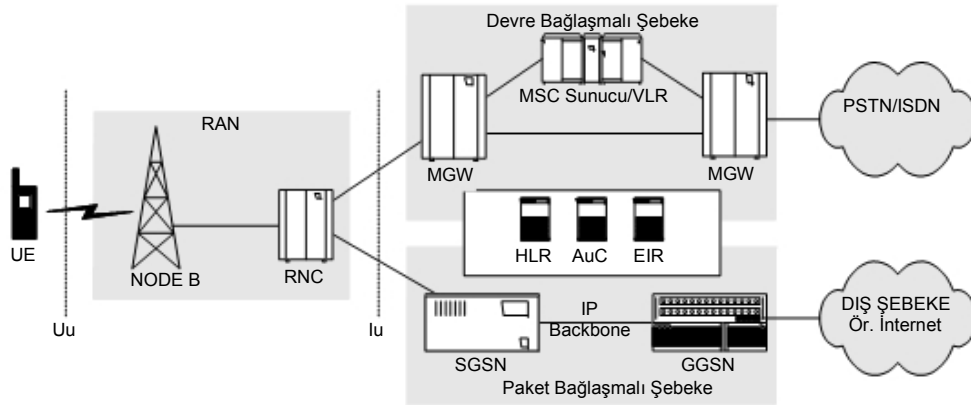 Devre Bağlaşmalı Şebeke
MSC Sunucu/VLR
PSTN/ISDN
RAN
MGW
MGW
UE
NODE B
RNC
HLR
AuC
EIR
Uu
Iu
IP
Backbone
SGSN
GGSN
DIŞ ŞEBEKE
Ör. İnternet
Paket Bağlaşmalı Şebeke